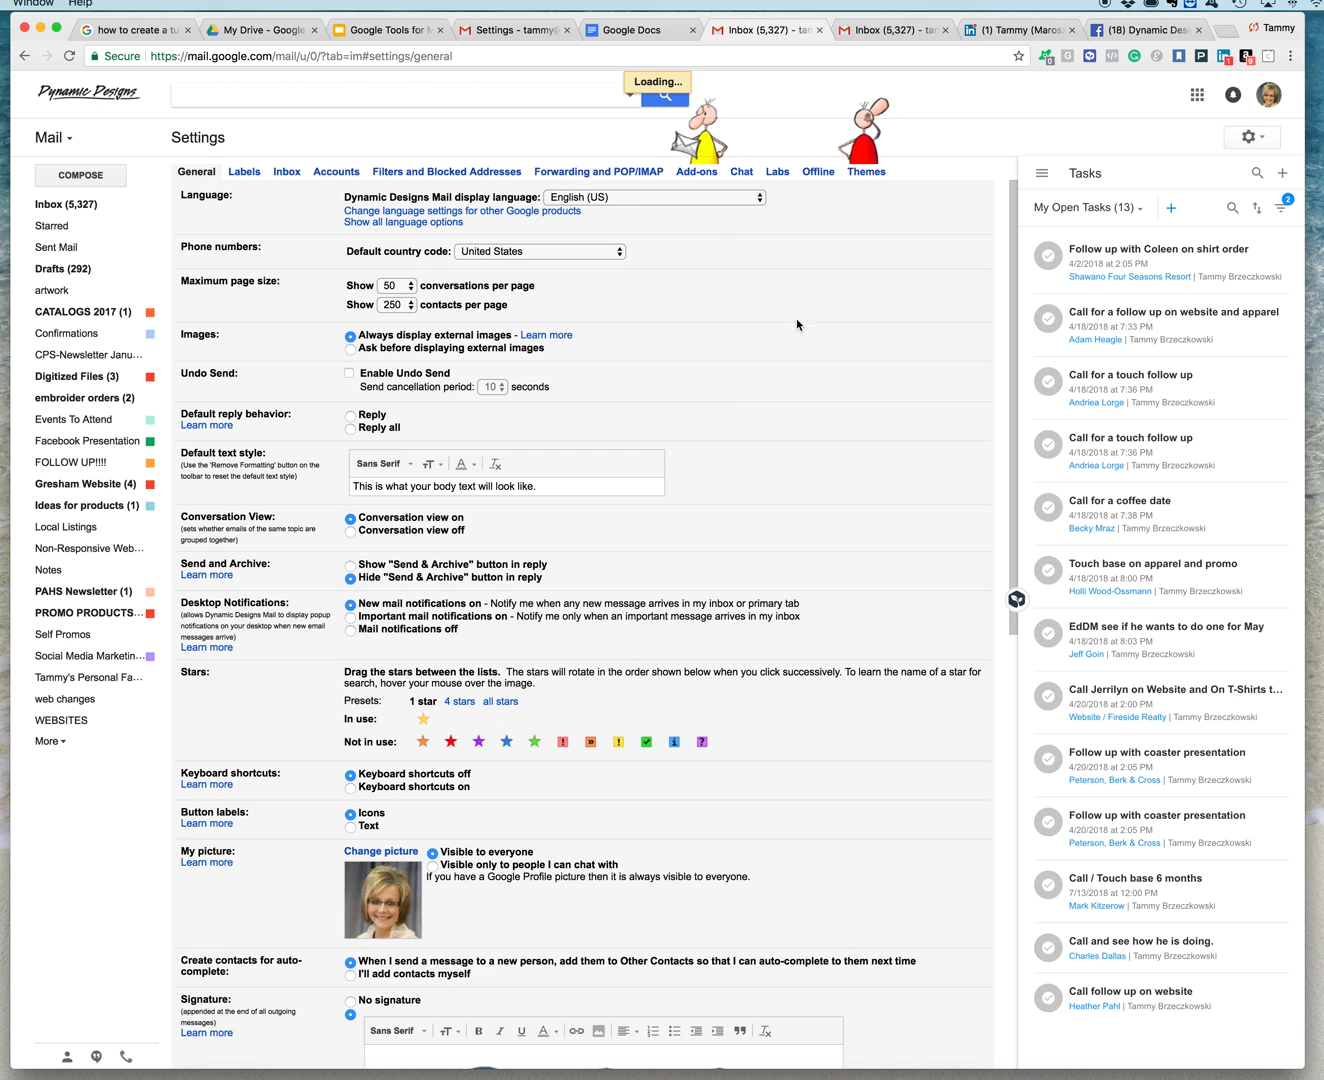 Window Help
how to create a tu
My Drive - Google
Google Tools for M
Settings - tammy@
Google Docs
Inbox (5,327) - tan
Inbox (5,327) - tan
(1) Tammy (Maros
(18) Dynamic Des
Tammy
Secure
https://mail.google.com/mail/u/0/?tab=im#settings/general
Loading...
Dynamic Designs
Mail
Settings
COMPOSE
Inbox (5,327)
Starred
Sent Mail
Drafts (292)
artwork
CATALOGS 2017 (1)
Confirmations
CPS-Newsletter Janu...
Digitized Files (3)
embroider orders (2)
Events To Attend
Facebook Presentation
FOLLOW UP!!!!
Gresham Website (4)
Ideas for products (1)
Local Listings
Non-Responsive Web...
Notes
PAHS Newsletter (1)
PROMO PRODUCTS...
Self Promos
Social Media Marketin...
Tammy's Personal Fa...
web changes
WEBSITES
More
General Labels Inbox Accounts Filters and Blocked Addresses Forwarding and POP/IMAP Add-ons Chat Labs Offline Themes
Language:
Dynamic Designs Mail display language: English (US)
Change language settings for other Google products
Show all language options
Phone numbers:
Default country code: United States
Maximum page size:
Show 50 conversations per page
Show 250 contacts per page
Images:
Always display external images - Learn more
Ask before displaying external images
Undo Send:
Enable Undo Send
Send cancellation period: 10 seconds
Default reply behavior:
Learn more
Reply
Reply all
Default text style:
(Use the 'Remove Formatting' button on the
toolbar to reset the default text style)
Sans Serif
This is what your body text will look like.
Conversation View:
(sets whether emails of the same topic are
grouped together)
Conversation view on
Conversation view off
Send and Archive:
Learn more
Show "Send & Archive" button in reply
Hide "Send & Archive" button in reply
Desktop Notifications:
(allows Dynamic Designs Mail to display popup
notifications on your desktop when new email
messages arrive)
Learn more
New mail notifications on - Notify me when any new message arrives in my inbox or primary tab
Important mail notifications on - Notify me only when an important message arrives in my inbox
Mail notifications off
Stars:
Drag the stars between the lists. The stars will rotate in the order shown below when you click successively. To learn the name of a star for
search, hover your mouse over the image.
Presets: 1 star 4 stars all stars
In use:
Not in use:
Keyboard shortcuts:
Learn more
Keyboard shortcuts off
Keyboard shortcuts on
Button labels:
Learn more
Icons
Text
My picture:
Learn more
Change picture
Visible to everyone
Visible only to people I can chat with
If you have a Google Profile picture then it is always visible to everyone.
Create contacts for auto-
complete:
When I send a message to a new person, add them to Other Contacts so that I can auto-complete to them next time
I'll add contacts myself
Signature:
(appended at the end of all outgoing
messages)
Learn more
No signature
Sans Serif
Tasks
My Open Tasks (13)
2
Follow up with Coleen on shirt order
4/2/2018 at 2:05 PM
Shawano Four Seasons Resort | Tammy Brzeczkowski
Call for a follow up on website and apparel
4/18/2018 at 7:33 PM
Adam Heagle | Tammy Brzeczkowski
Call for a touch follow up
4/18/2018 at 7:36 PM
Andriea Lorge | Tammy Brzeczkowski
Call for a touch follow up
4/18/2018 at 7:36 PM
Andriea Lorge | Tammy Brzeczkowski
Call for a coffee date
4/18/2018 at 7:38 PM
Becky Mraz | Tammy Brzeczkowski
Touch base on apparel and promo
4/18/2018 at 8:00 PM
Holli Wood-Ossmann | Tammy Brzeczkowski
EdDM see if he wants to do one for May
4/18/2018 at 8:03 PM
Jeff Goin | Tammy Brzeczkowski
Call Jerrilyn on Website and On T-Shirts t...
4/20/2018 at 2:00 PM
Website / Fireside Realty | Tammy Brzeczkowski
Follow up with coaster presentation
4/20/2018 at 2:05 PM
Peterson, Berk & Cross | Tammy Brzeczkowski
Follow up with coaster presentation
4/20/2018 at 2:05 PM
Peterson, Berk & Cross | Tammy Brzeczkowski
Call / Touch base 6 months
7/13/2018 at 12:00 PM
Mark Kitzerow | Tammy Brzeczkowski
Call and see how he is doing.
Charles Dallas | Tammy Brzeczkowski
Call follow up on website
Heather Pahl | Tammy Brzeczkowski